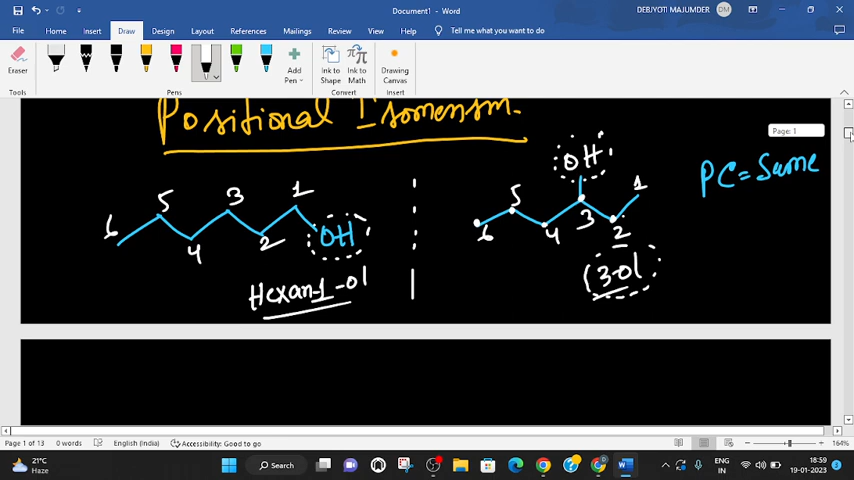 Document1 - Word
DEBJYOTI MAJUMDER
DM
File
Home
Insert
Draw
Design
Layout
References
Mailings
Review
View
Help
Tell me what you want to do
Eraser
Add
Pen
Ink to
Shape
Ink to
Math
Drawing
Canvas
Tools
Pens
Convert
Insert
Positional Isomerism.
Page: 1
OH
PC = Same
6
5
4
3
2
1
OH
6
5
4
3
2
1
Hexan-1-ol
(3-ol
Page 1 of 13
0 words
English (India)
Accessibility: Good to go
164%
21°C
Haze
Search
ENG
IN
18:59
19-01-2023